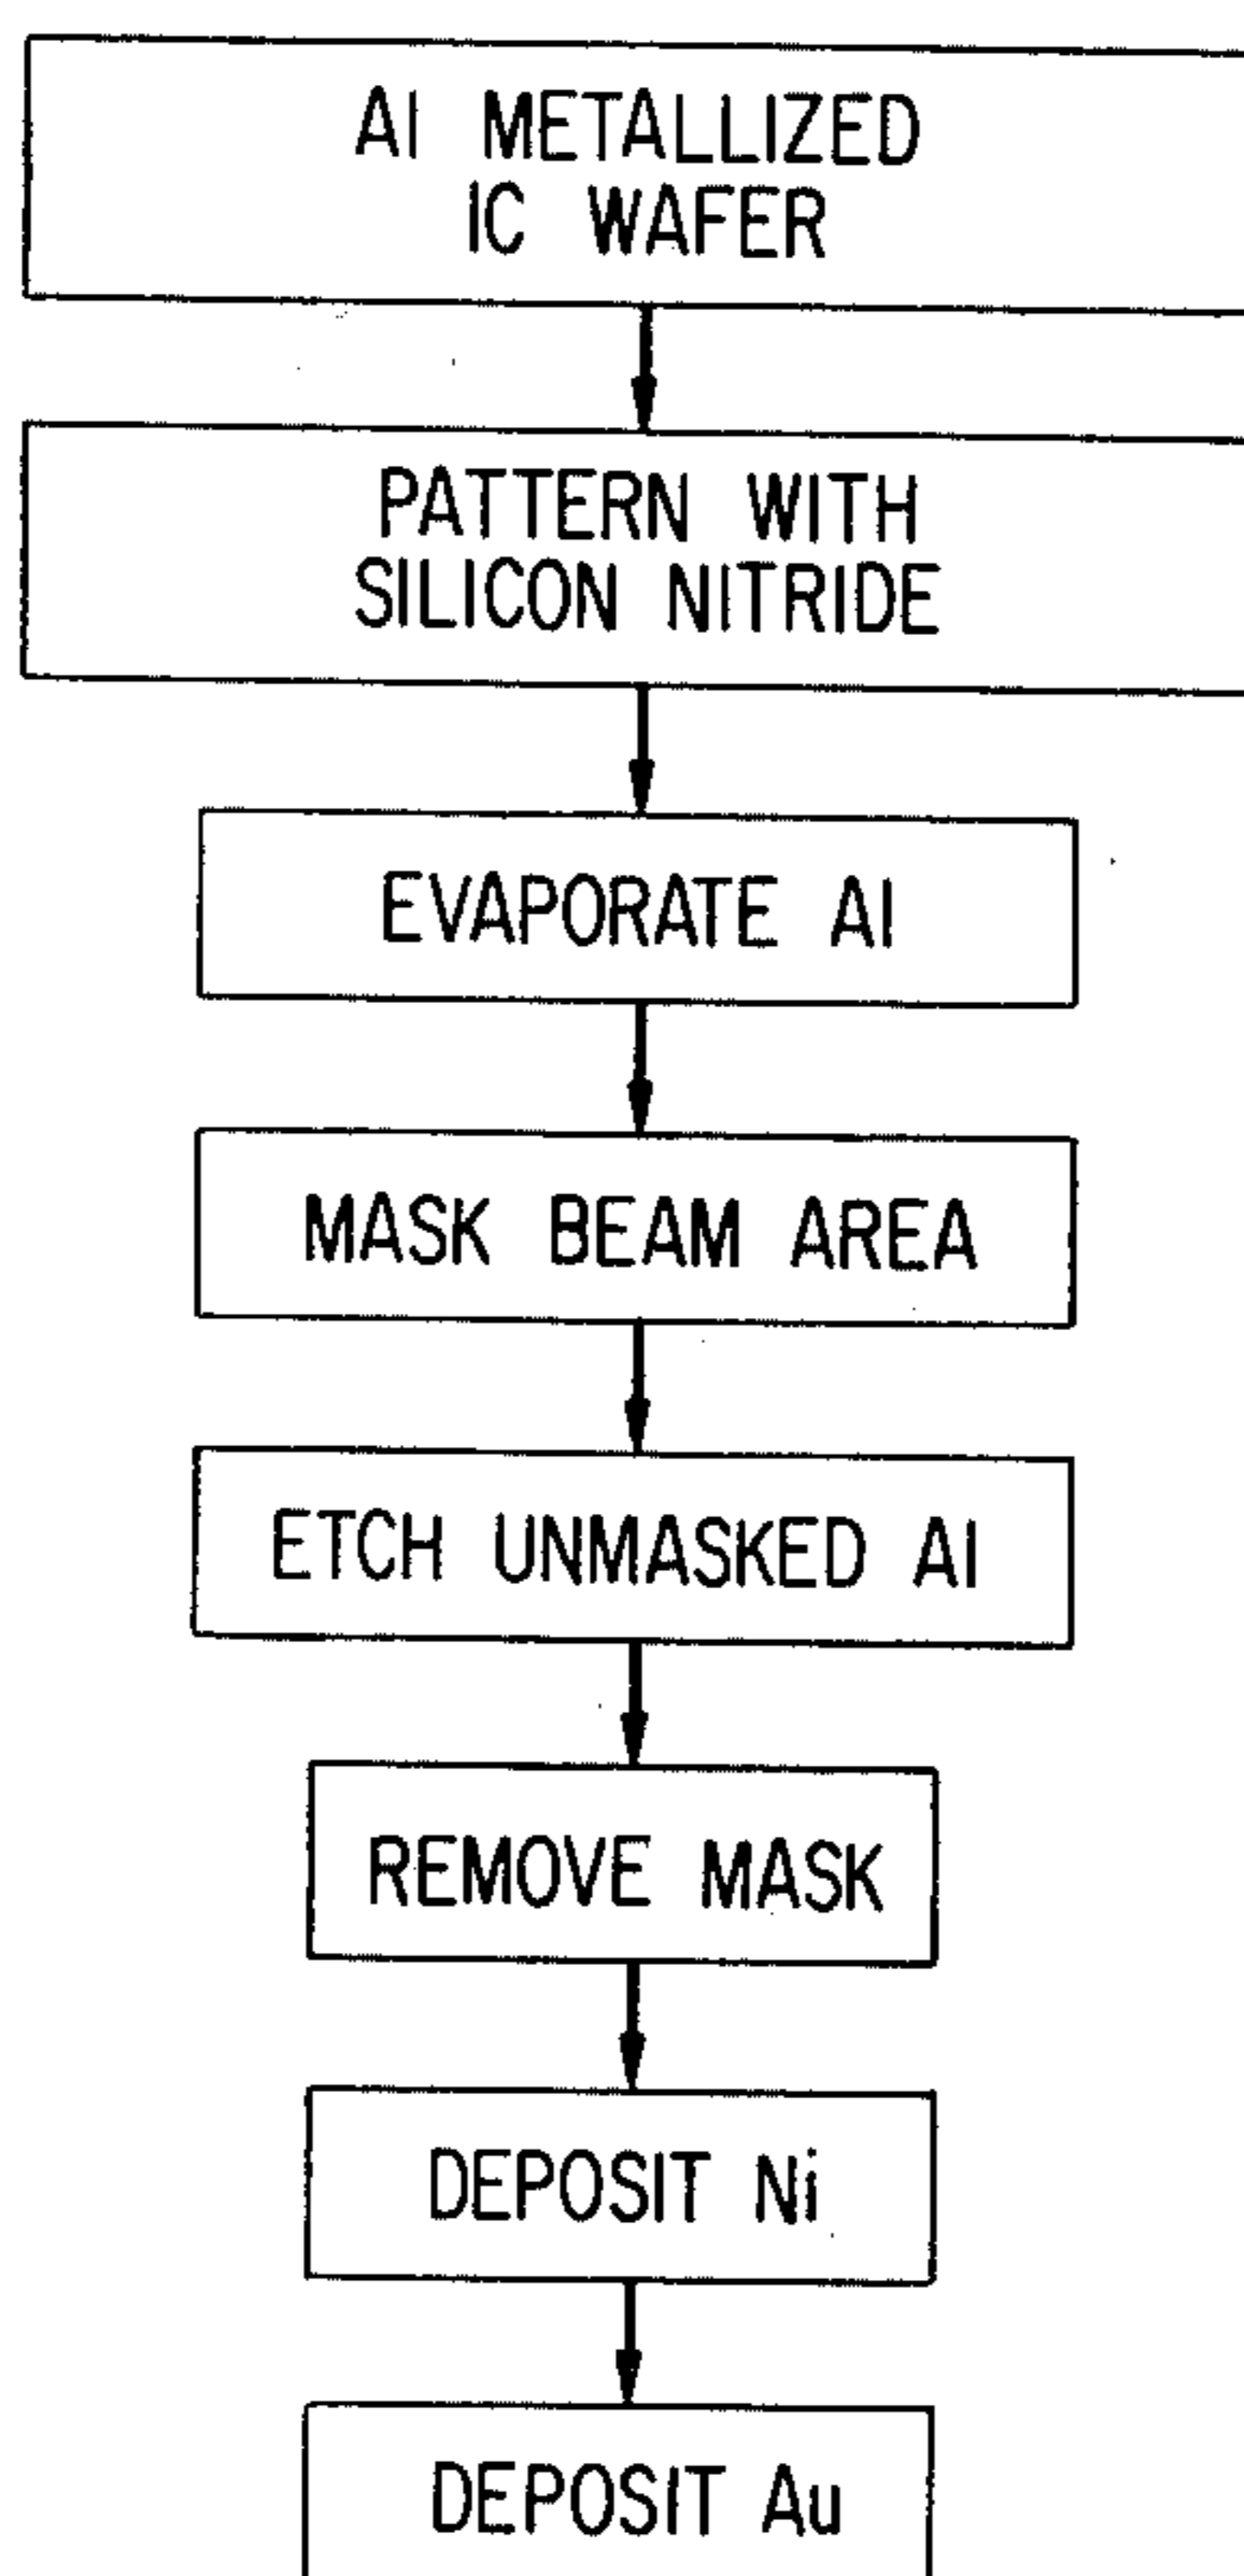 Al METALLIZED
IC WAFER
PATTERN WITH
SILICON NITRIDE
EVAPORATE Al
MASK BEAM AREA
ETCH UNMASKED Al
REMOVE MASK
DEPOSIT Ni
DEPOSIT Au